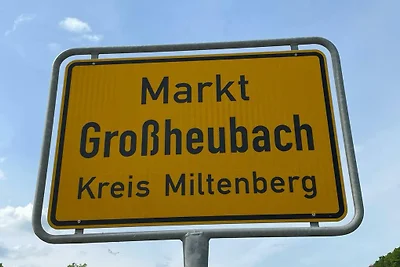 Markt
Großheubach
Kreis Miltenberg